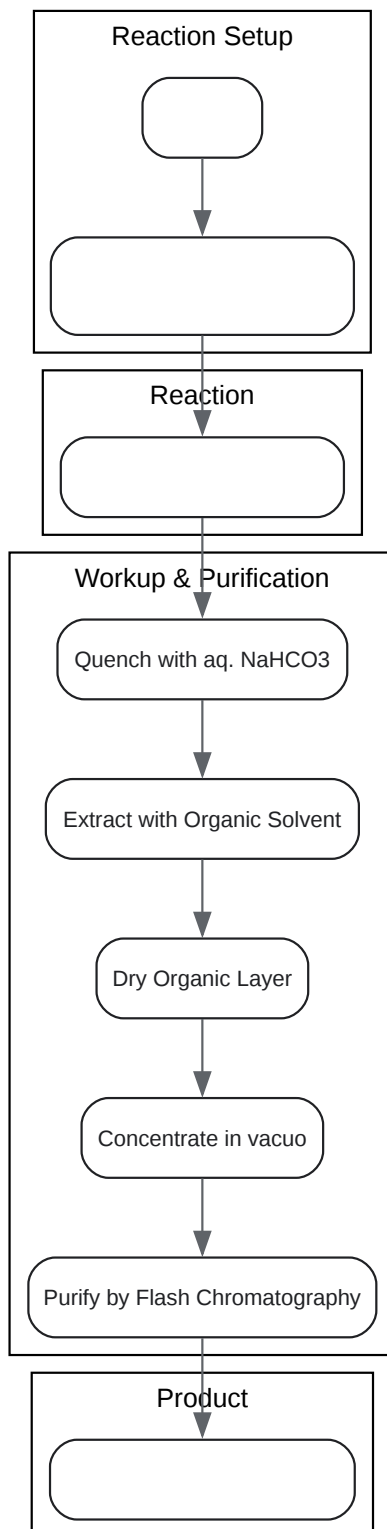 Reaction Setup
Reaction
Workup & Purification
Quench with aq. NaHCO3
Extract with Organic Solvent
Dry Organic Layer
Concentrate in vacuo
Purify by Flash Chromatography
Product